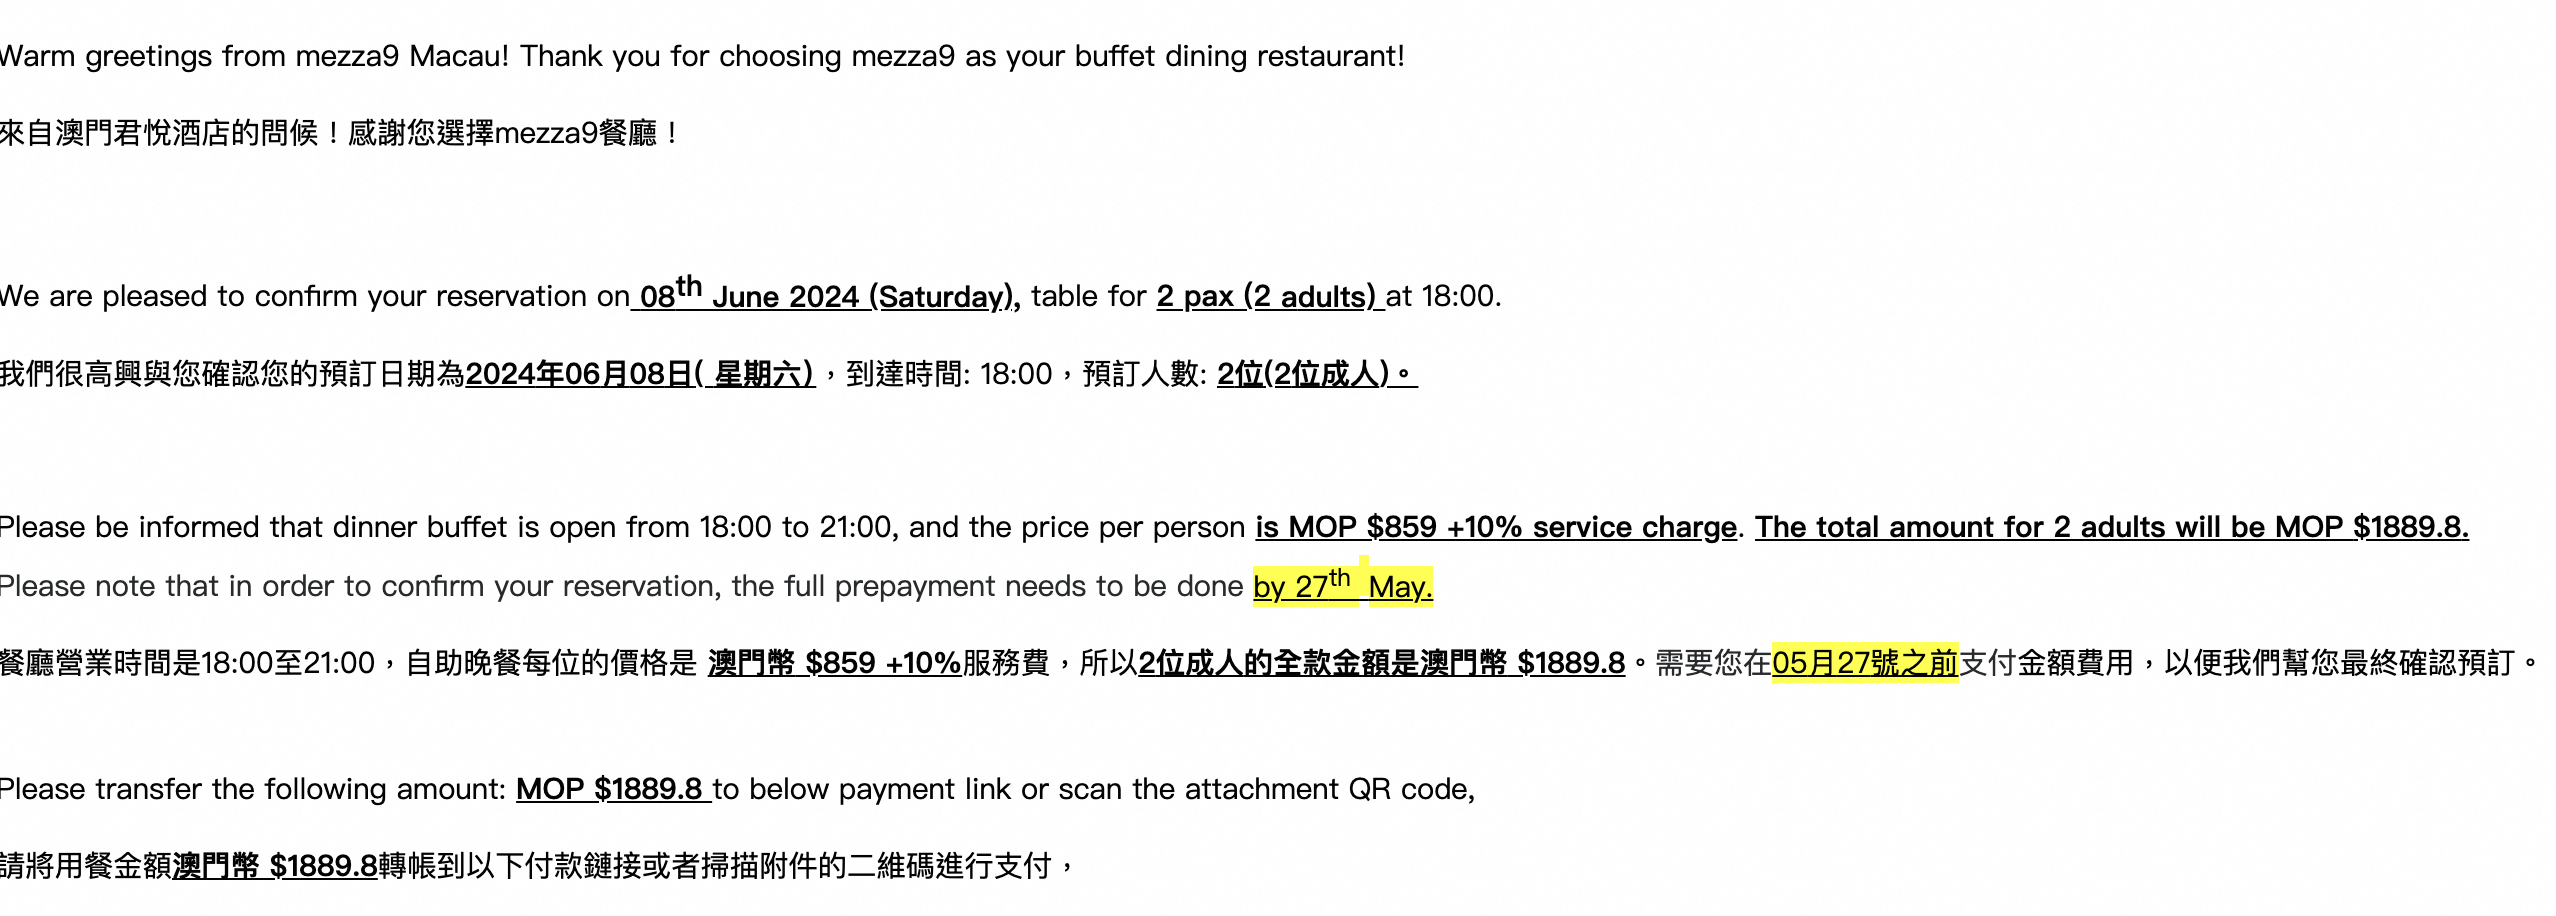 Warm greetings from mezza9 Macau! Thank you for choosing mezza9 as your buffet dining restaurant!
來自澳門君悅酒店的問候！感謝您選擇mezza9餐廳！
We are pleased to confirm your reservation on 08th June 2024 (Saturday), table for 2 pax (2 adults) at 18:00.
我們很高興與您確認您的預訂日期為2024年06月08日( 星期六)，到達時間: 18:00，預訂人數: 2位(2位成人)。
Please be informed that dinner buffet is open from 18:00 to 21:00, and the price per person is MOP $859 +10% service charge. The total amount for 2 adults will be MOP $1889.8.
Please note that in order to confirm your reservation, the full prepayment needs to be done by 27th May.
餐廳營業時間是18:00至21:00，自助晚餐每位的價格是 澳門幣 $859 +10%服務費，所以2位成人的全款金額是澳門幣 $1889.8。需要您在05月27號之前支付金額費用，以便我們幫您最終確認預訂。
Please transfer the following amount: MOP $1889.8 to below payment link or scan the attachment QR code,
請將用餐金額澳門幣 $1889.8轉帳到以下付款鏈接或者掃描附件的二維碼進行支付，